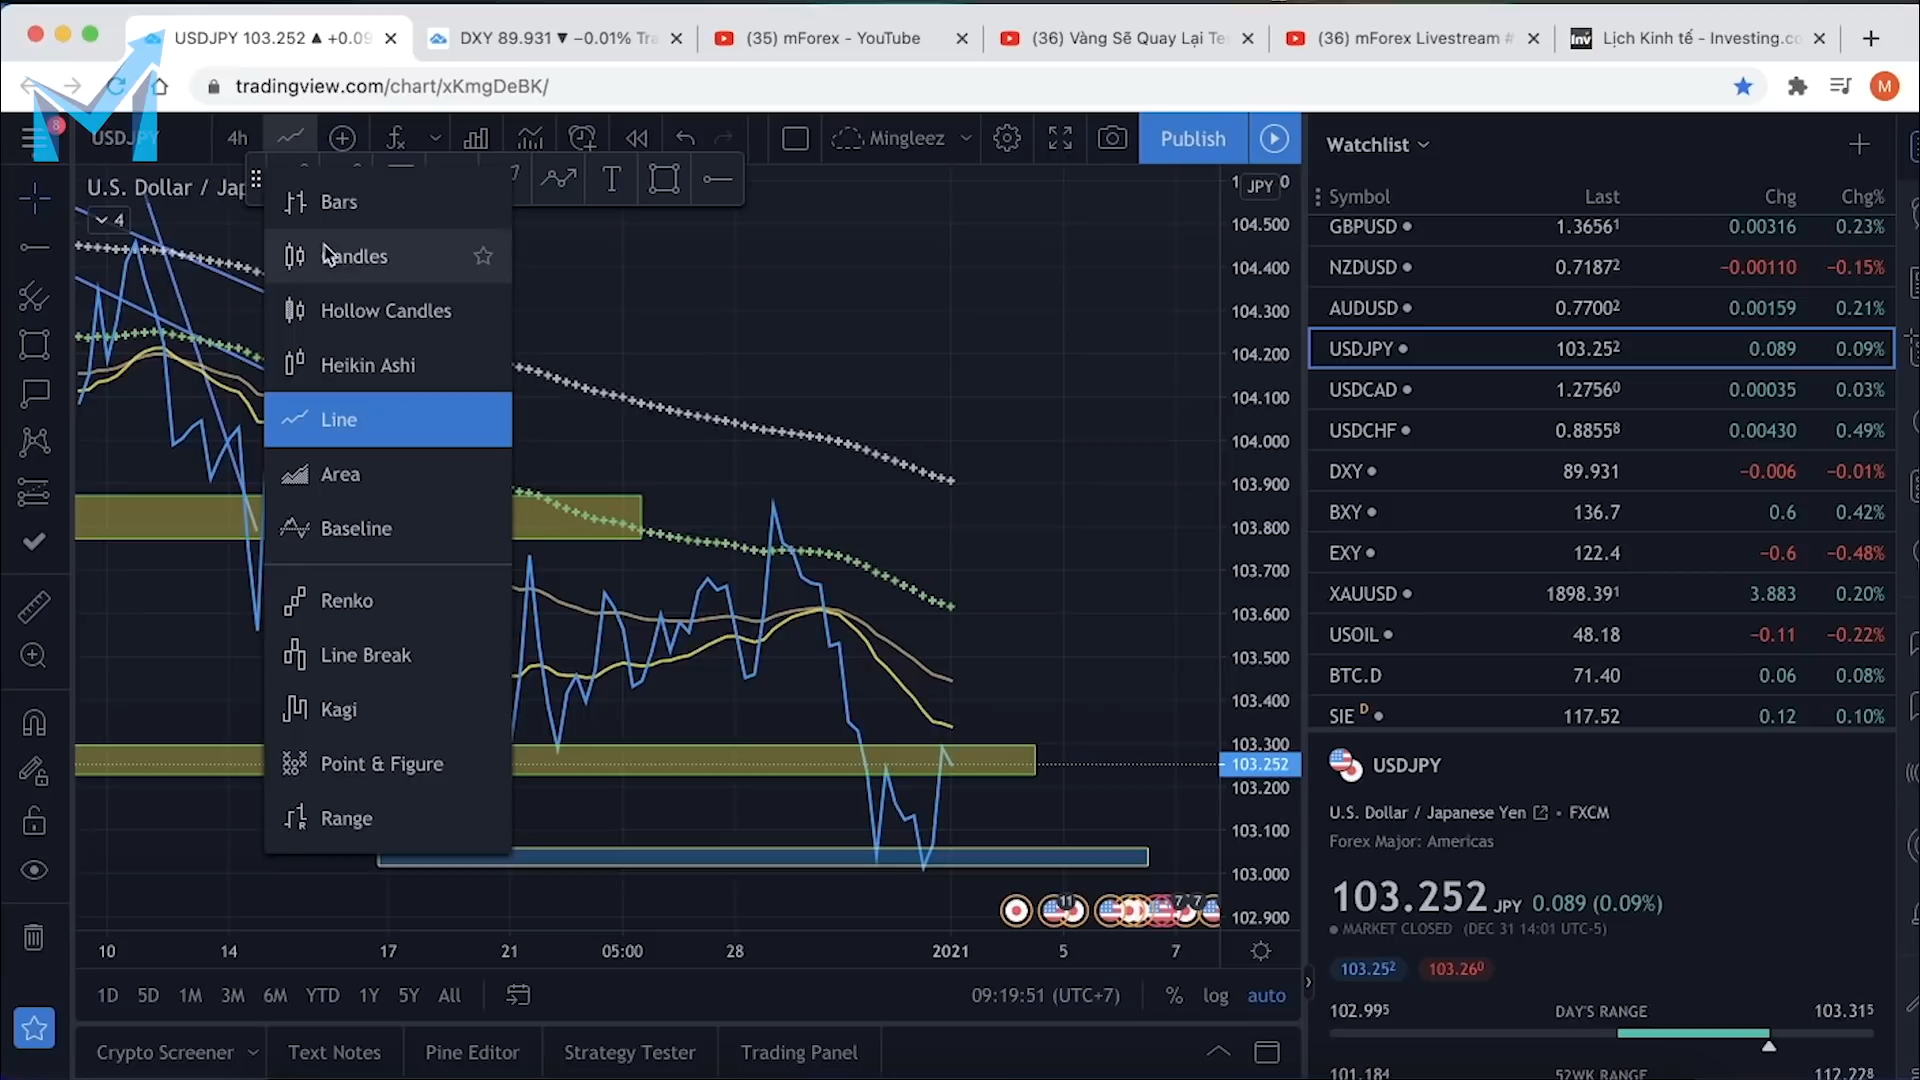 USDJPY 103.252 ▲ +0.09
DXY 89.931 ▼ −0.01% Tra
(35) mForex - YouTube
(36) Vàng Sẽ Quay Lại Te
(36) mForex Livestream #
Inv
Lịch Kinh tế - Investing.co
tradingview.com/chart/xKmgDeBK/
M
8
USDJPY
4h
Mingleez
Publish
Watchlist
U.S. Dollar / Jap
4
Bars
Candles
Hollow Candles
Heikin Ashi
Line
Area
Baseline
Renko
Line Break
Kagi
Point & Figure
Range
JPY
104.500
104.400
104.300
104.200
104.100
104.000
103.900
103.800
103.700
103.600
103.500
103.400
103.300
103.252
103.200
103.100
103.000
102.900
11
7
7
10
14
17
21
05:00
28
2021
5
7
1D 5D 1M 3M 6M YTD 1Y 5Y All
09:19:51 (UTC+7)
% log auto
Crypto Screener
Text Notes
Pine Editor
Strategy Tester
Trading Panel
Symbol Last Chg Chg%
GBPUSD 1.36561 0.00316 0.23%
NZDUSD 0.71872 −0.00110 −0.15%
AUDUSD 0.77002 0.00159 0.21%
USDJPY 103.252 0.089 0.09%
USDCAD 1.27560 0.00035 0.03%
USDCHF 0.88558 0.00430 0.49%
DXY 89.931 −0.006 −0.01%
BXY 136.7 0.6 0.42%
EXY 122.4 −0.6 −0.48%
XAUUSD 1898.391 3.883 0.20%
USOIL 48.18 −0.11 −0.22%
BTC.D 71.40 0.06 0.08%
SIE D 117.52 0.12 0.10%
USDJPY
U.S. Dollar / Japanese Yen • FXCM
Forex Major: Americas
103.252 JPY 0.089 (0.09%)
MARKET CLOSED (DEC 31 14:01 UTC-5)
103.252 103.260
102.995 DAY'S RANGE 103.315
101.184 52WK RANGE 112.228